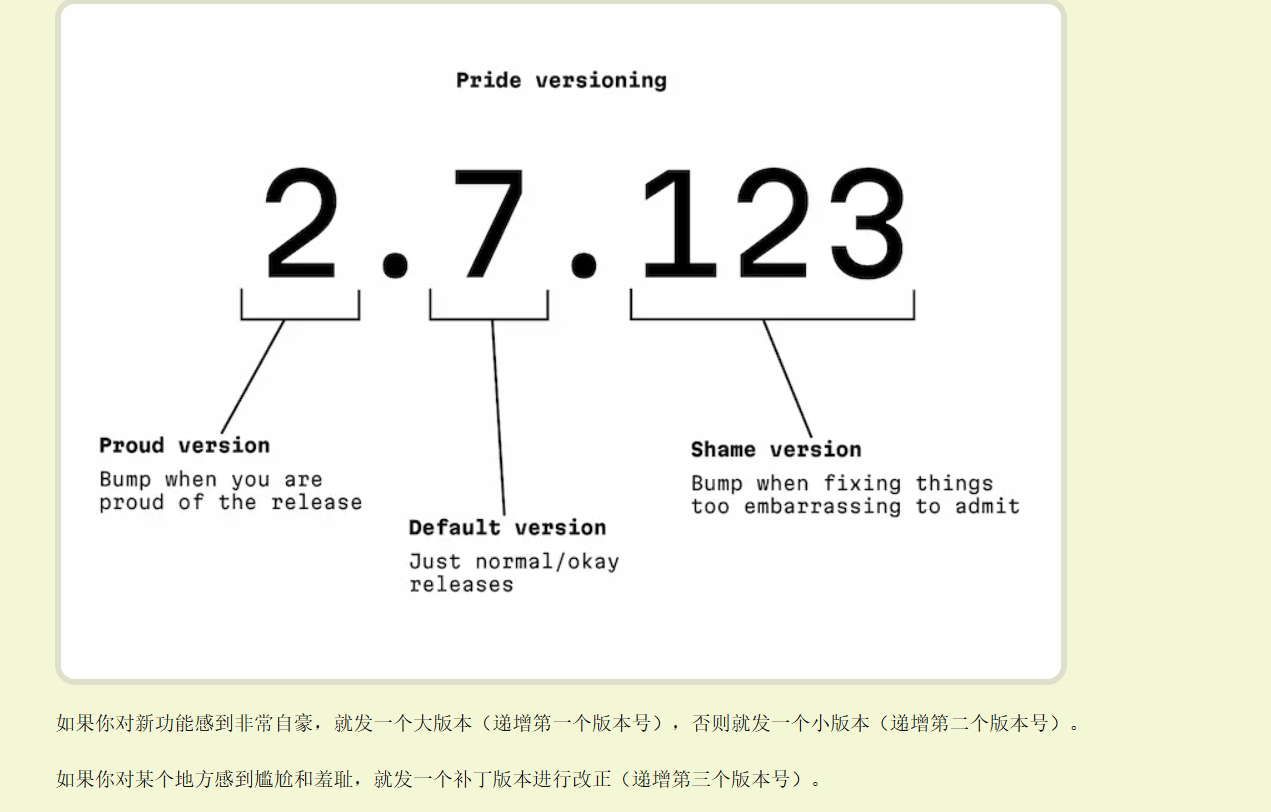 Pride versioning
2.7.123
Proud version
Bump when you are
proud of the release
Default version
Just normal/okay
releases
Shame version
Bump when fixing things
too embarrassing to admit
如果你对新功能感到非常自豪，就发一个大版本（递增第一个版本号），否则就发一个小版本（递增第二个版本号）。
如果你对某个地方感到尴尬和羞耻，就发一个补丁版本进行改正（递增第三个版本号）。